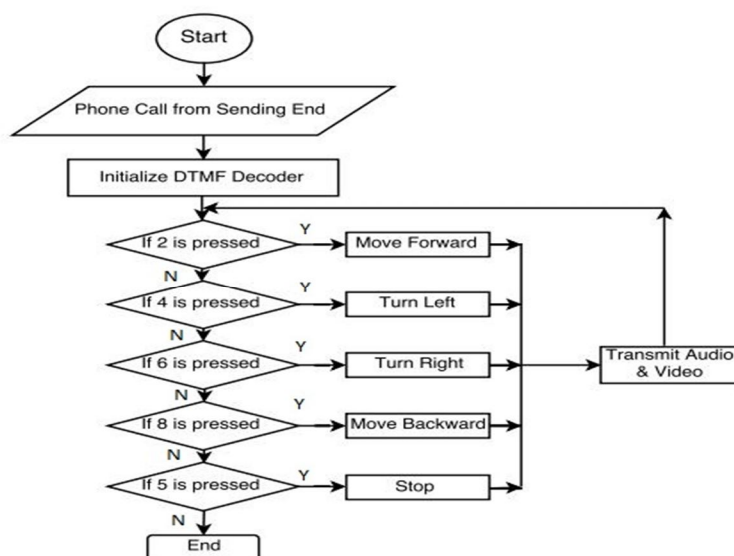 Start
Phone Call from Sending End
Initialize DTMF Decoder
If 2 is pressed
Y
Move Forward
N
If 4 is pressed
Y
Turn Left
N
If 6 is pressed
Y
Turn Right
Transmit Audio
& Video
N
If 8 is pressed
Y
Move Backward
N
If 5 is pressed
Y
Stop
N
End